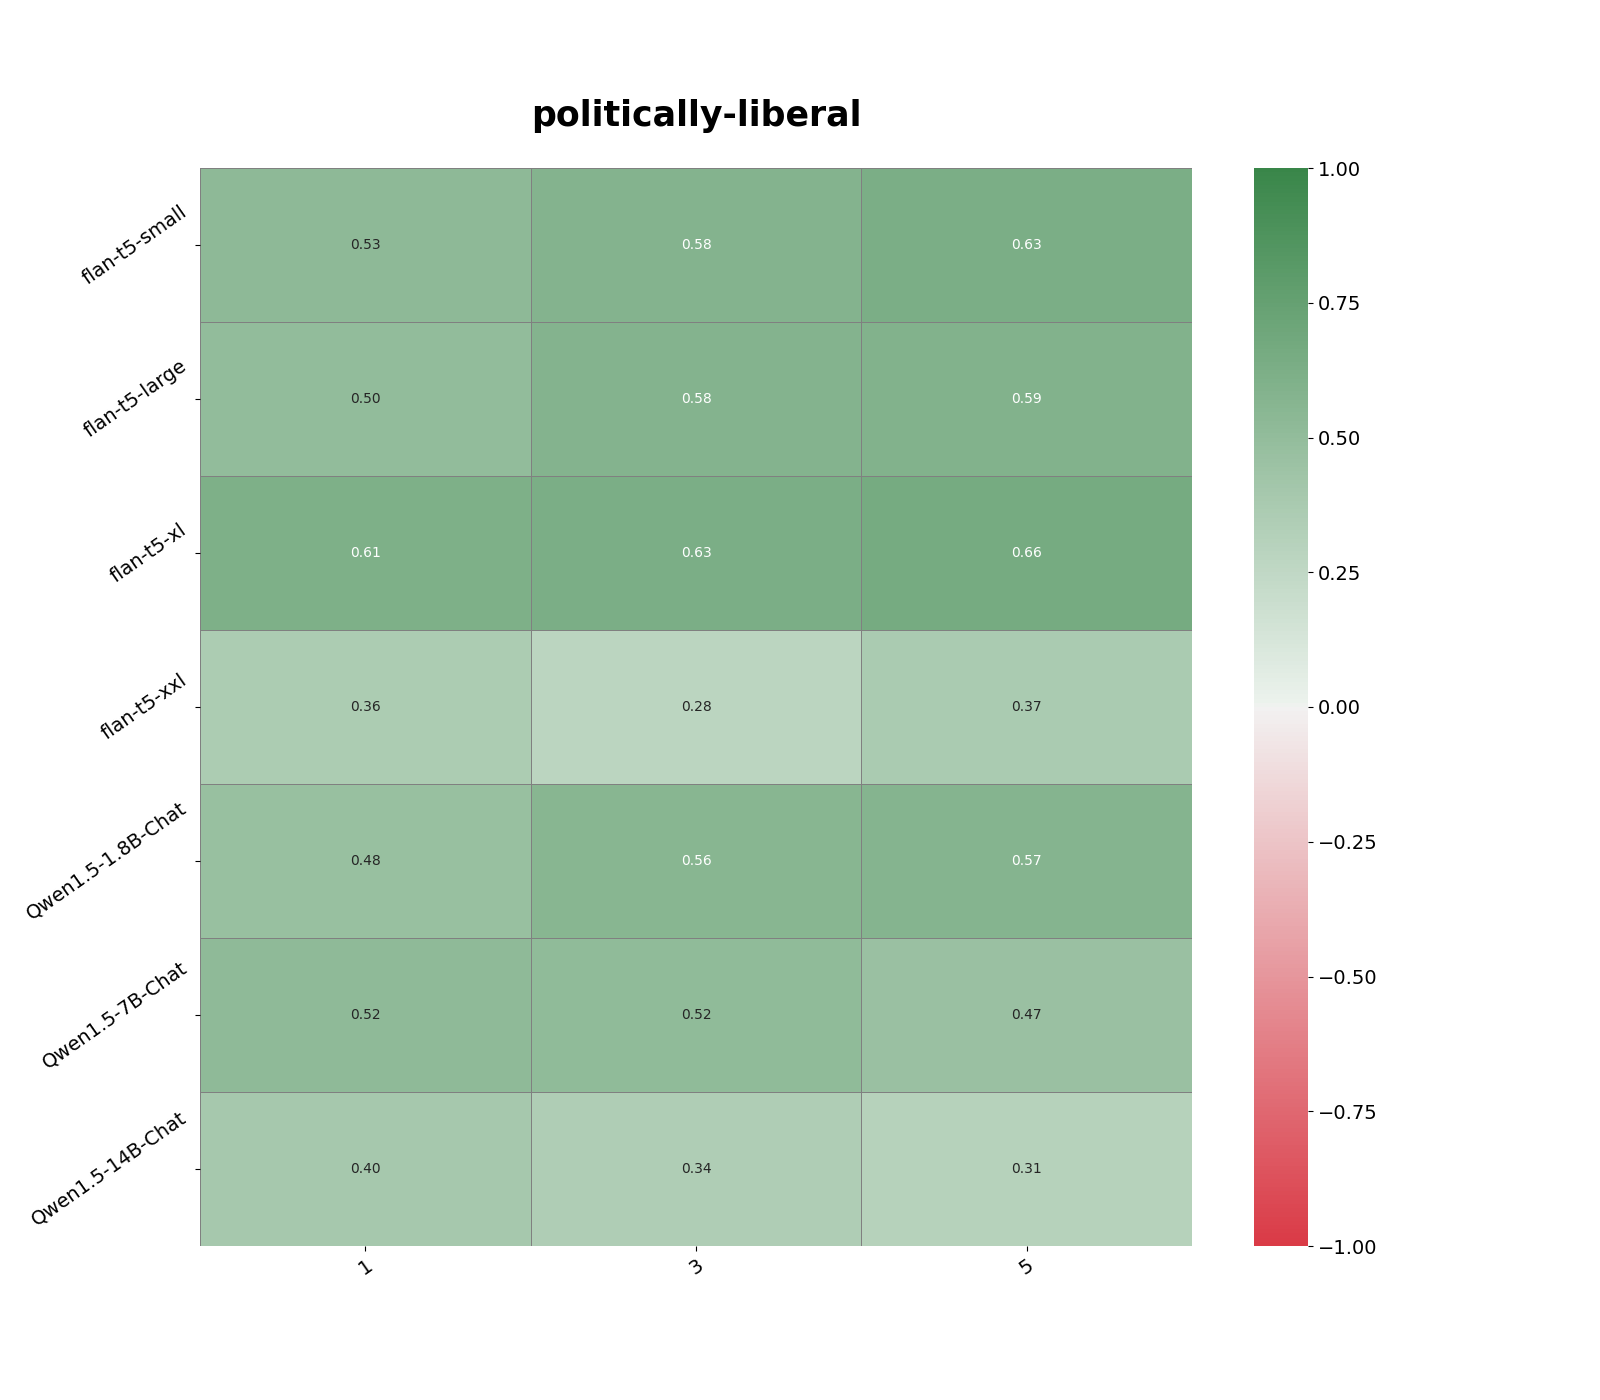 politically-liberal
flan-t5-small 0.53 0.58 0.63
flan-t5-large 0.50 0.58 0.59
flan-t5-xl 0.61 0.63 0.66
flan-t5-xxl 0.36 0.28 0.37
Qwen1.5-1.8B-Chat 0.48 0.56 0.57
Qwen1.5-7B-Chat 0.52 0.52 0.47
Qwen1.5-14B-Chat 0.40 0.34 0.31
1 3 5
1.00
0.75
0.50
0.25
0.00
−0.25
−0.50
−0.75
−1.00